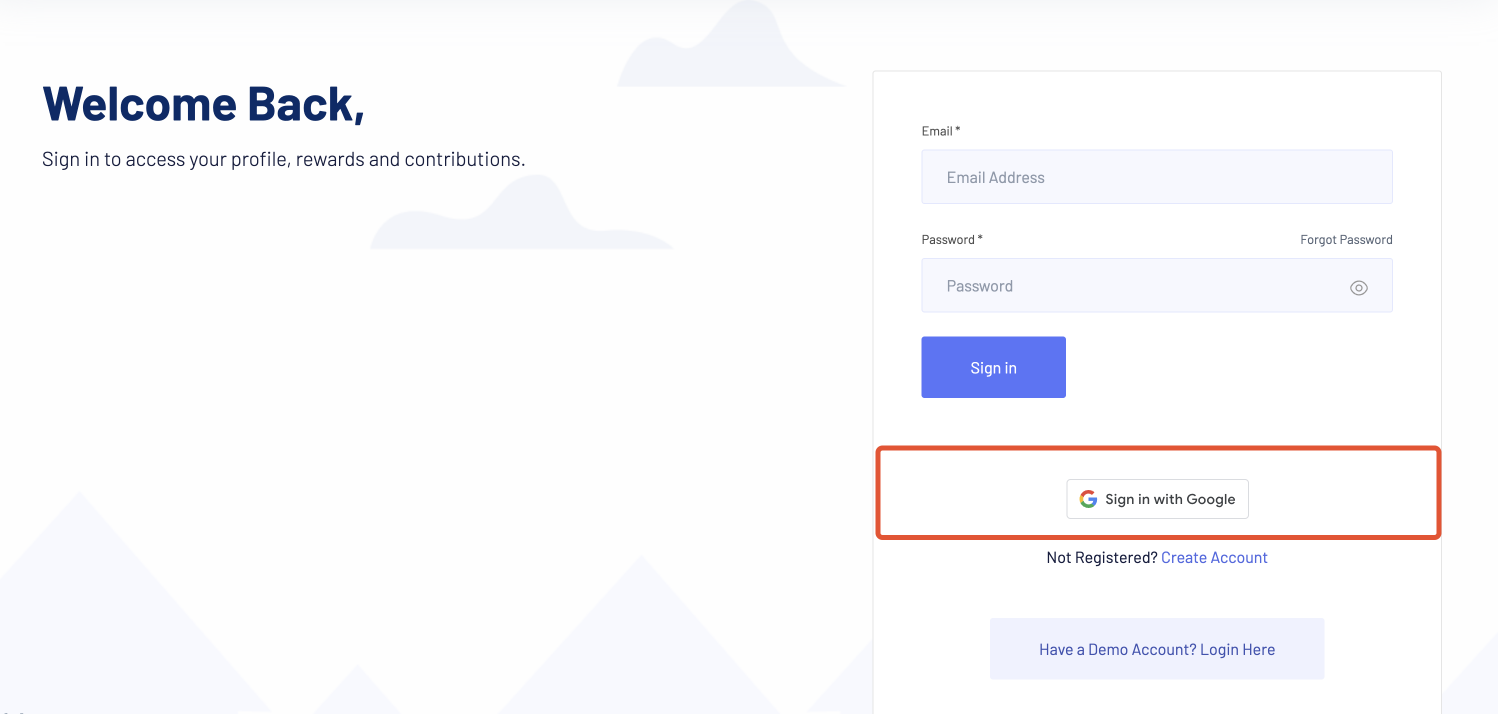 Welcome Back,
Sign in to access your profile, rewards and contributions.
Email *
Email Address
Password *
Forgot Password
Password
Sign in
Sign in with Google
Not Registered? Create Account
Have a Demo Account? Login Here